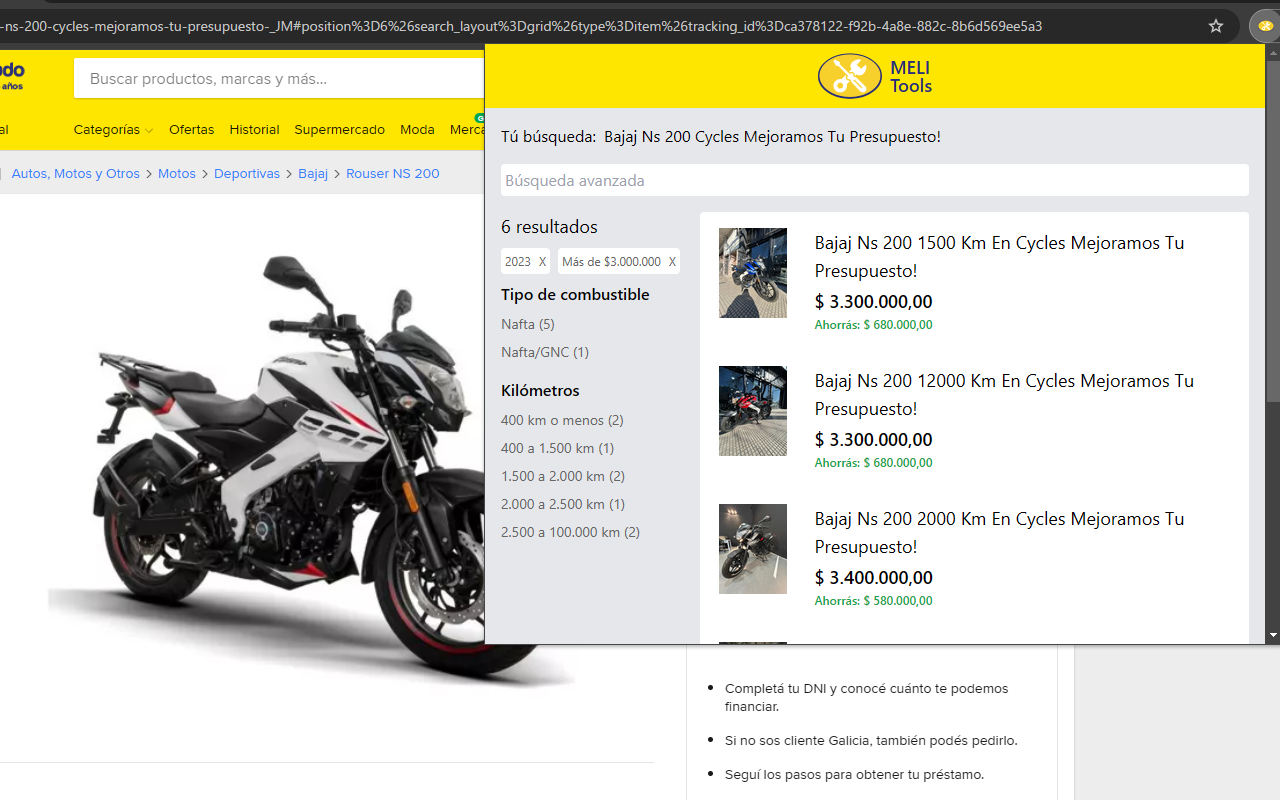 -ns-200-cycles-mejoramos-tu-presupuesto-_JM#position%3D6%26search_layout%3Dgrid%26type%3Ditem%26tracking_id%3Dca378122-f92b-4a8e-882c-8b6d569ee5a3
años
Buscar productos, marcas y más...
Categorías
Ofertas
Historial
Supermercado
Moda
Autos, Motos y Otros > Motos > Deportivas > Bajaj > Rouser NS 200
MELI
Tools
Tú búsqueda: Bajaj Ns 200 Cycles Mejoramos Tu Presupuesto!
Búsqueda avanzada
6 resultados
2023 X
Más de $3.000.000 X
Tipo de combustible
Nafta (5)
Nafta/GNC (1)
Kilómetros
400 km o menos (2)
400 a 1.500 km (1)
1.500 a 2.000 km (2)
2.000 a 2.500 km (1)
2.500 a 100.000 km (2)
Bajaj Ns 200 1500 Km En Cycles Mejoramos Tu
Presupuesto!
$ 3.300.000,00
Ahorrás: $ 680.000,00
Bajaj Ns 200 12000 Km En Cycles Mejoramos Tu
Presupuesto!
$ 3.300.000,00
Ahorrás: $ 680.000,00
Bajaj Ns 200 2000 Km En Cycles Mejoramos Tu
Presupuesto!
$ 3.400.000,00
Ahorrás: $ 580.000,00
Completá tu DNI y conocé cuánto te podemos
financiar.
Si no sos cliente Galicia, también podés pedirlo.
Seguí los pasos para obtener tu préstamo.